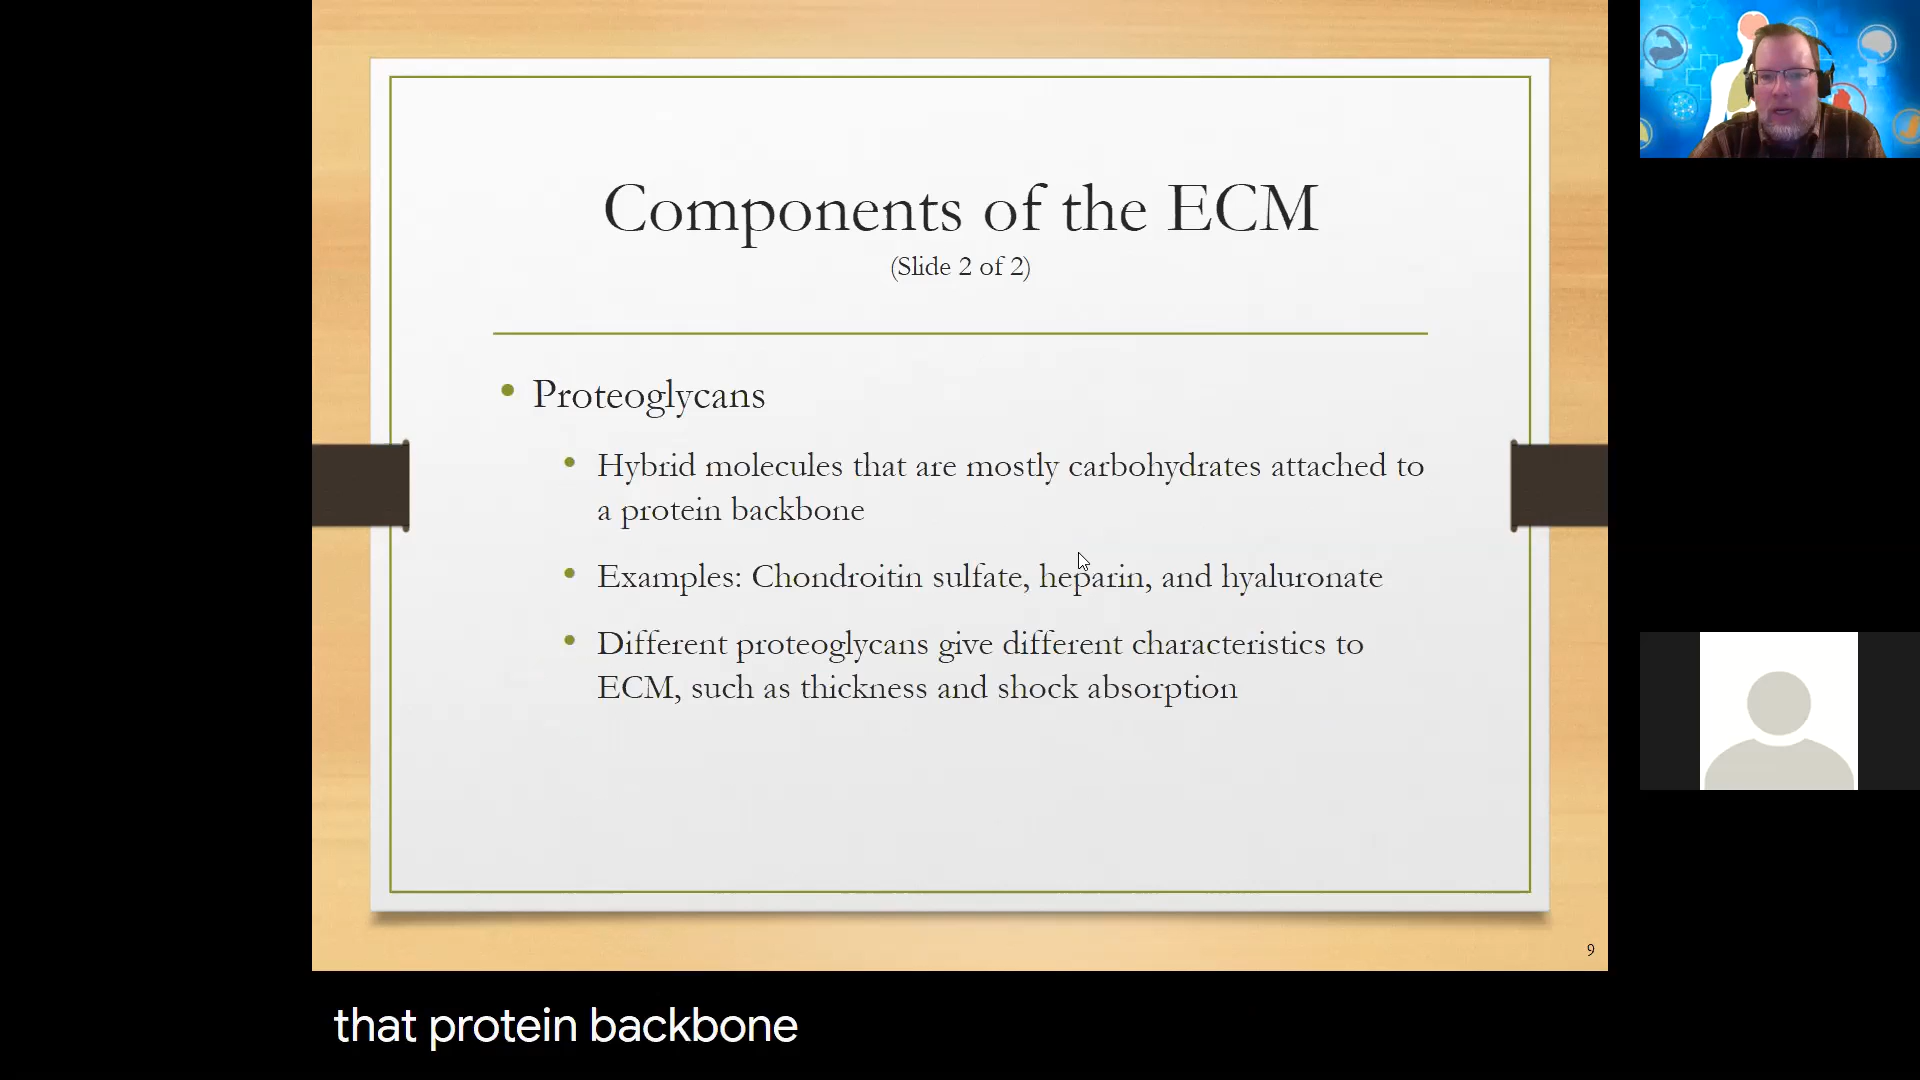 Components of the ECM
(Slide 2 of 2)
• Proteoglycans
• Hybrid molecules that are mostly carbohydrates attached to
a protein backbone
• Examples: Chondroitin sulfate, heparin, and hyaluronate
• Different proteoglycans give different characteristics to
ECM, such as thickness and shock absorption
9
that protein backbone